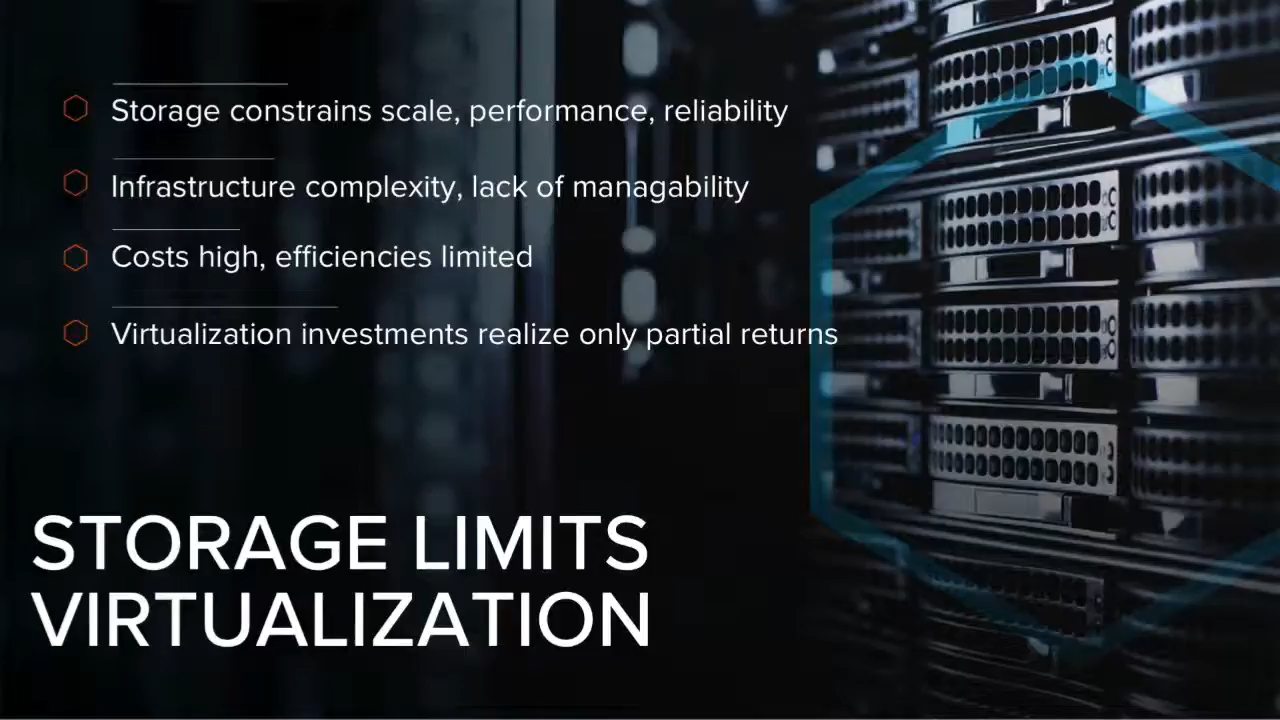 Storage constrains scale, performance, reliability
Infrastructure complexity, lack of managability
Costs high, efficiencies limited
Virtualization investments realize only partial returns
STORAGE LIMITS
VIRTUALIZATION